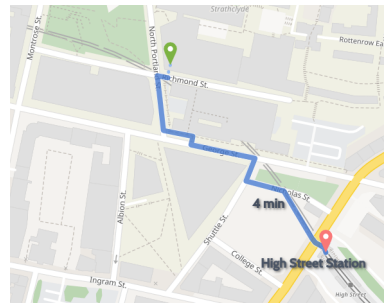 Strathclyde
Montrose St.
North Portland
Rottenrow Ea
chmond St.
George St.
Nicholas St.
4 min
Albion St.
Shuttle St.
College St.
High Street Station
Ingram St.
High Street